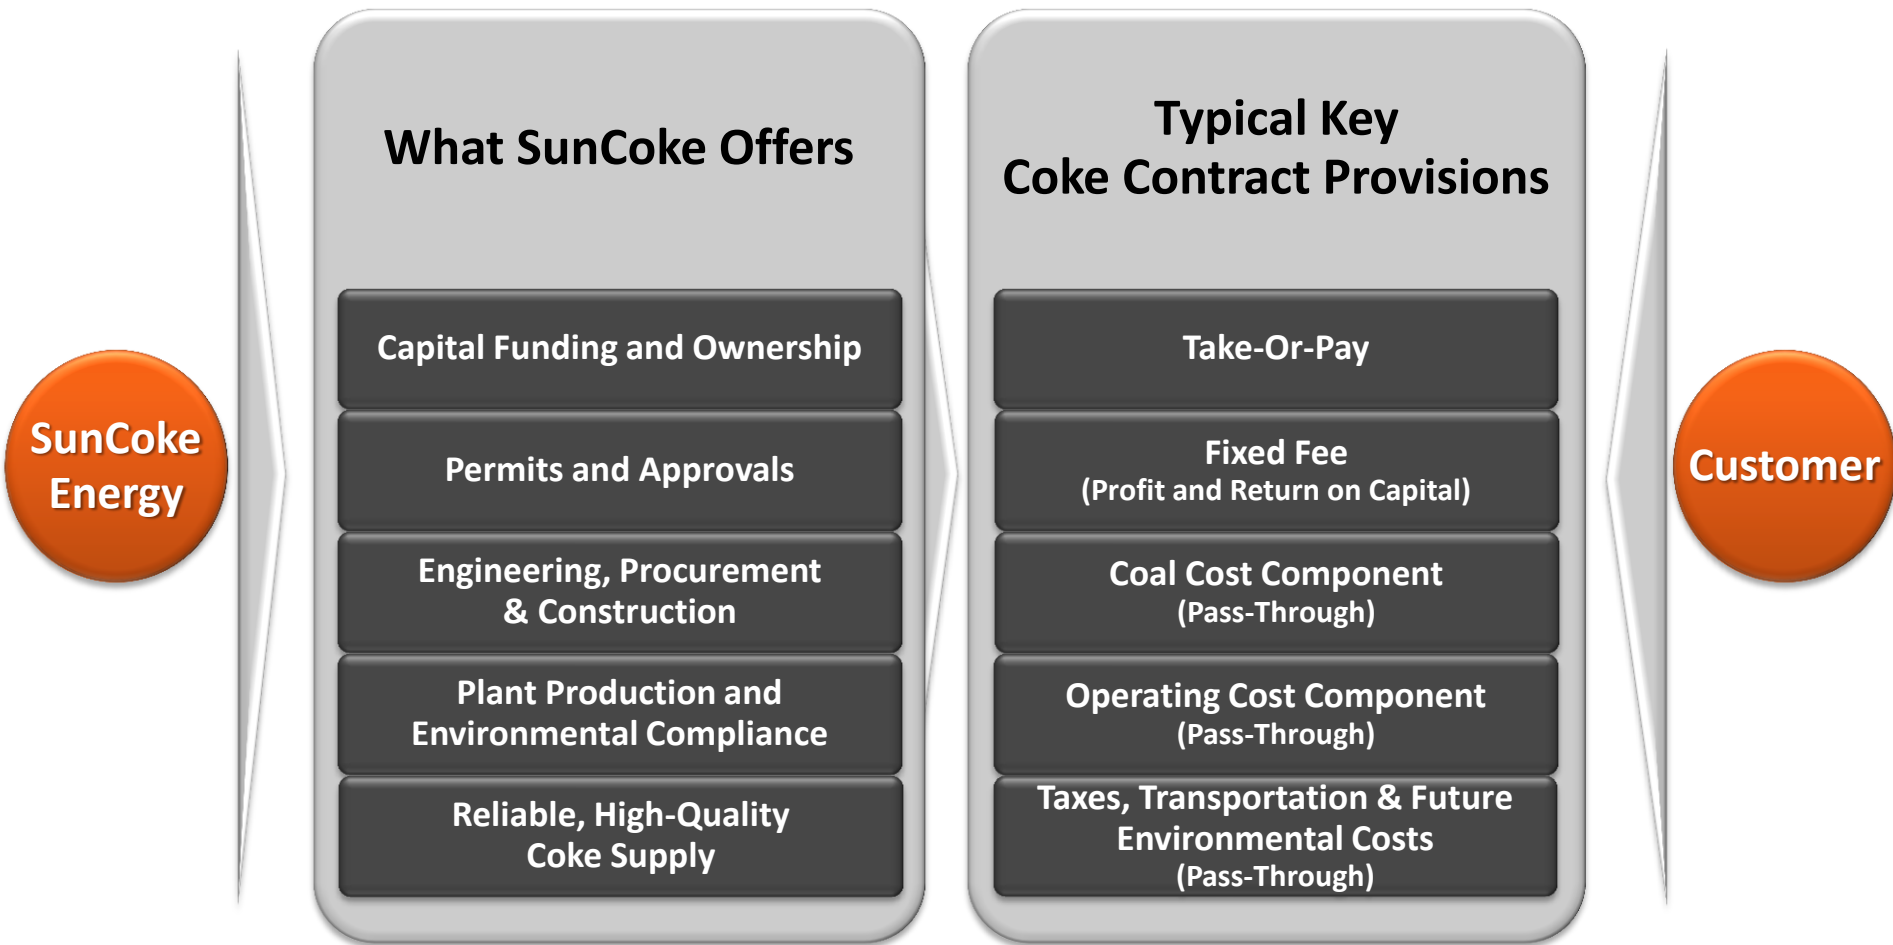 SunCoke
Energy
What SunCoke Offers
Capital Funding and Ownership
Permits and Approvals
Engineering, Procurement
& Construction
Plant Production and
Environmental Compliance
Reliable, High-Quality
Coke Supply
Typical Key
Coke Contract Provisions
Take-Or-Pay
Fixed Fee
(Profit and Return on Capital)
Coal Cost Component
(Pass-Through)
Operating Cost Component
(Pass-Through)
Taxes, Transportation & Future
Environmental Costs
(Pass-Through)
Customer